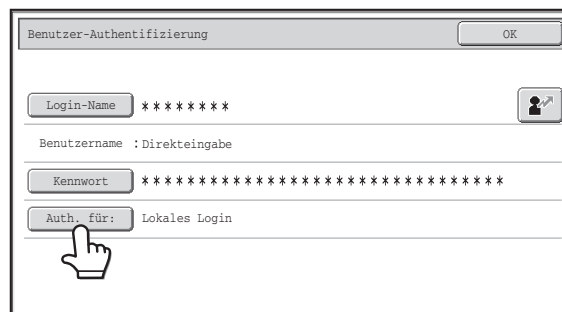 Benutzer-Authentifizierung OK
Login-Name ********
Benutzername :Direkteingabe
Kennwort ********************************
Auth. für: Lokales Login